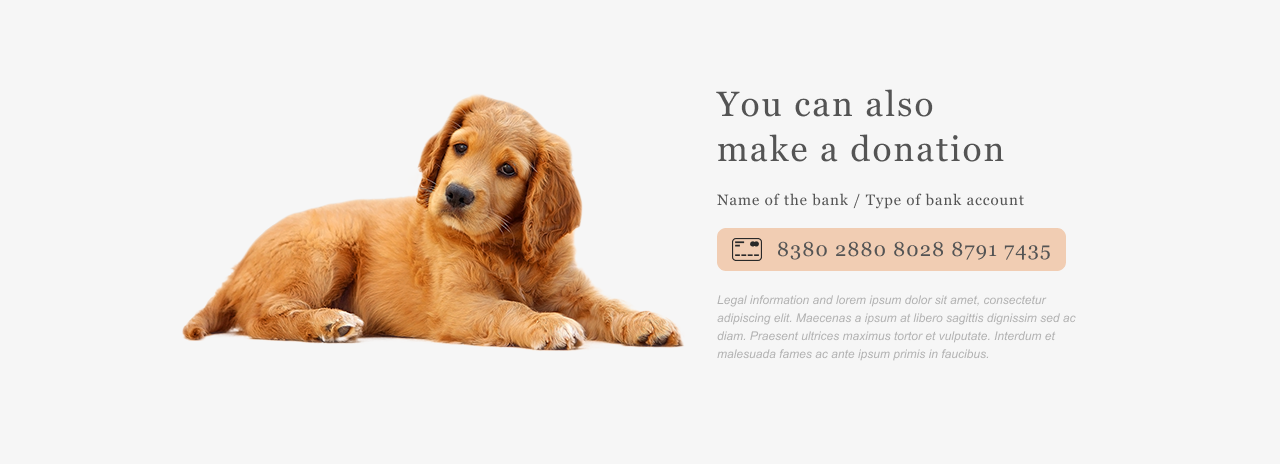 You can also
make a donation
Name of the bank / Type of bank account
8380 2880 8028 8791 7435
Legal information and lorem ipsum dolor sit amet, consectetur
adipiscing elit. Maecenas a ipsum at libero sagittis dignissim sed ac
diam. Praesent ultrices maximus tortor et vulputate. Interdum et
malesuada fames ac ante ipsum primis in faucibus.